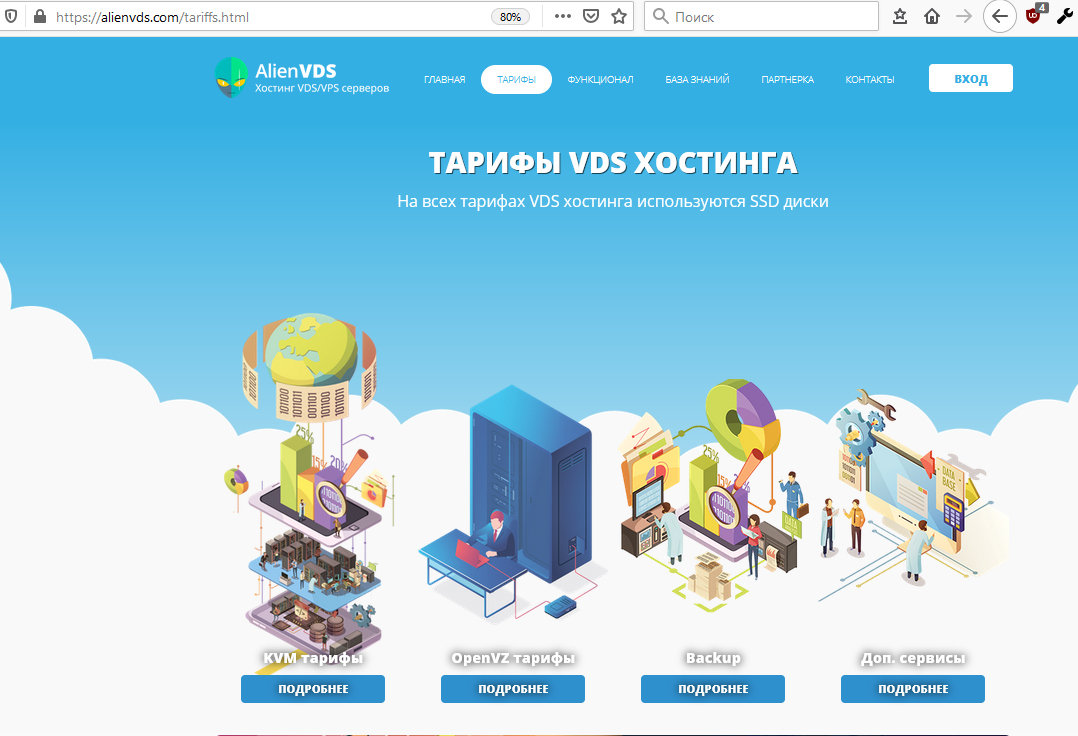 https://alienvds.com/tariffs.html
80%
Поиск
4
AlienVDS
Хостинг VDS/VPS серверов
ГЛАВНАЯ
ТАРИФЫ
ФУНКЦИОНАЛ
БАЗА ЗНАНИЙ
ПАРТНЕРКА
КОНТАКТЫ
ВХОД
ТАРИФЫ VDS ХОСТИНГА
На всех тарифах VDS хостинга используются SSD диски
25%
15%
20%
25%
15%
DATA
BASE
KVM тарифы
OpenVZ тарифы
Backup
Доп. сервисы
ПОДРОБНЕЕ
ПОДРОБНЕЕ
ПОДРОБНЕЕ
ПОДРОБНЕЕ